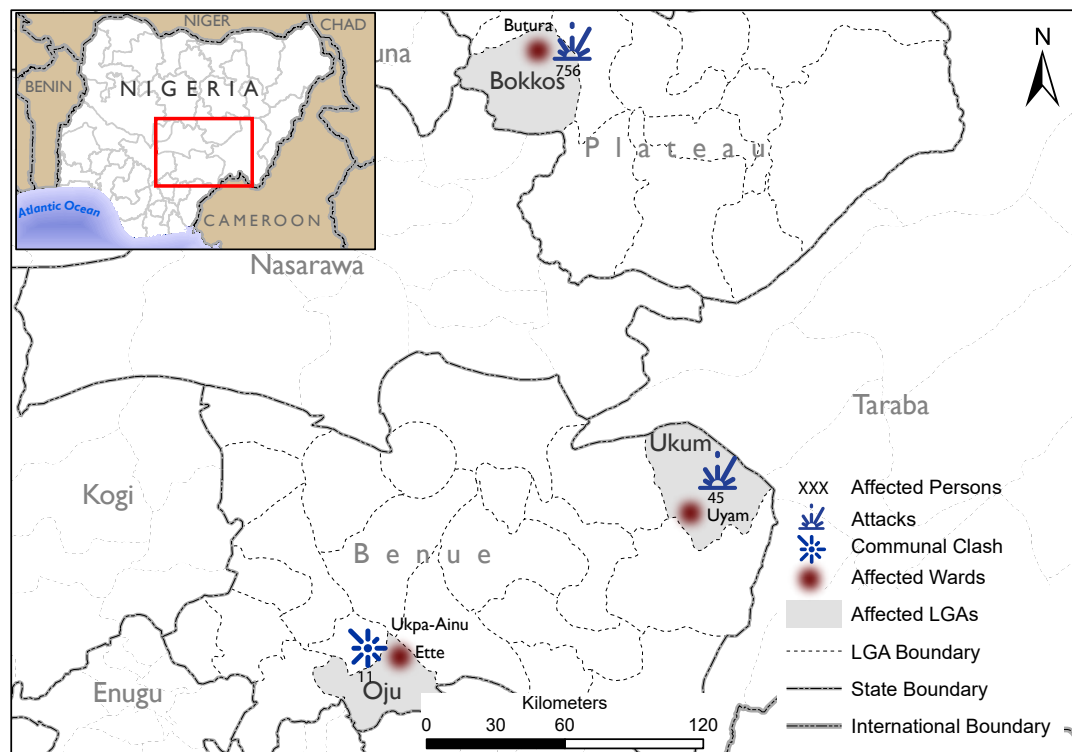 NIGER
CHAD
BENIN
NIGERIA
Atlantic Ocean
CAMEROON
una
Butura
756
Bokkos
Plateau
N
Nasarawa
Taraba
Ukum
45
Uyam
Kogi
Benue
Ukpa-Ainu
Ette
11
Oju
Enugu
XXX Affected Persons
Attacks
Communal Clash
Affected Wards
Affected LGAs
LGA Boundary
State Boundary
International Boundary
Kilometers
0 30 60 120